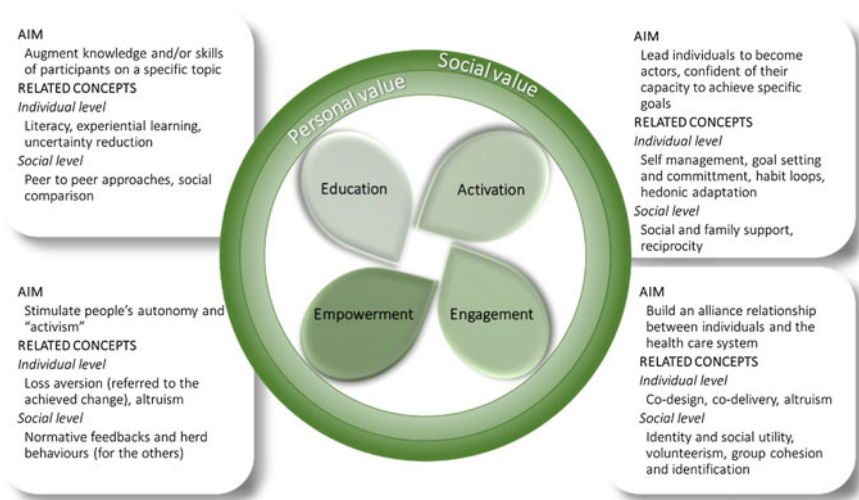 AIM
Augment knowledge and/or skills
of participants on a specific topic
RELATED CONCEPTS
Individual level
Literacy, experiential learning,
uncertainty reduction
Social level
Peer to peer approaches, social
comparison
Personal value
Social value
Education
Activation
Empowerment
Engagement
AIM
Lead individuals to become
actors, confident of their
capacity to achieve specific
goals
RELATED CONCEPTS
Individual level
Self management, goal setting
and committment, habit loops,
hedonic adaptation
Social level
Social and family support,
reciprocity
AIM
Stimulate people's autonomy and
"activism"
RELATED CONCEPTS
Individual level
Loss aversion (referred to the
achieved change), altruism
Social level
Normative feedbacks and herd
behaviours (for the others)
AIM
Build an alliance relationship
between individuals and the
health care system
RELATED CONCEPTS
Individual level
Co-design, co-delivery, altruism
Social level
Identity and social utility,
volunteerism, group cohesion
and identification